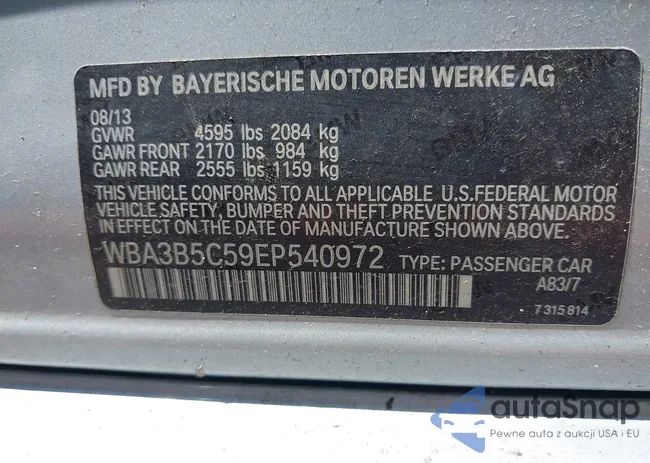 MFD BY BAYERISCHE MOTOREN WERKE AG
08/13
GVWR 4595 lbs 2084 kg
GAWR FRONT 2170 lbs 984 kg
GAWR REAR 2555 lbs 1159 kg
THIS VEHICLE CONFORMS TO ALL APPLICABLE U.S.FEDERAL MOTOR
VEHICLE SAFETY, BUMPER AND THEFT PREVENTION STANDARDS
IN EFFECT ON THE DATE OF MANUFACTURE SHOWN ABOVE.
WBA3B5C59EP540972 TYPE: PASSENGER CAR
A83/7
7 315 814
autoSnap
Pewne auta z aukcji USA i EU